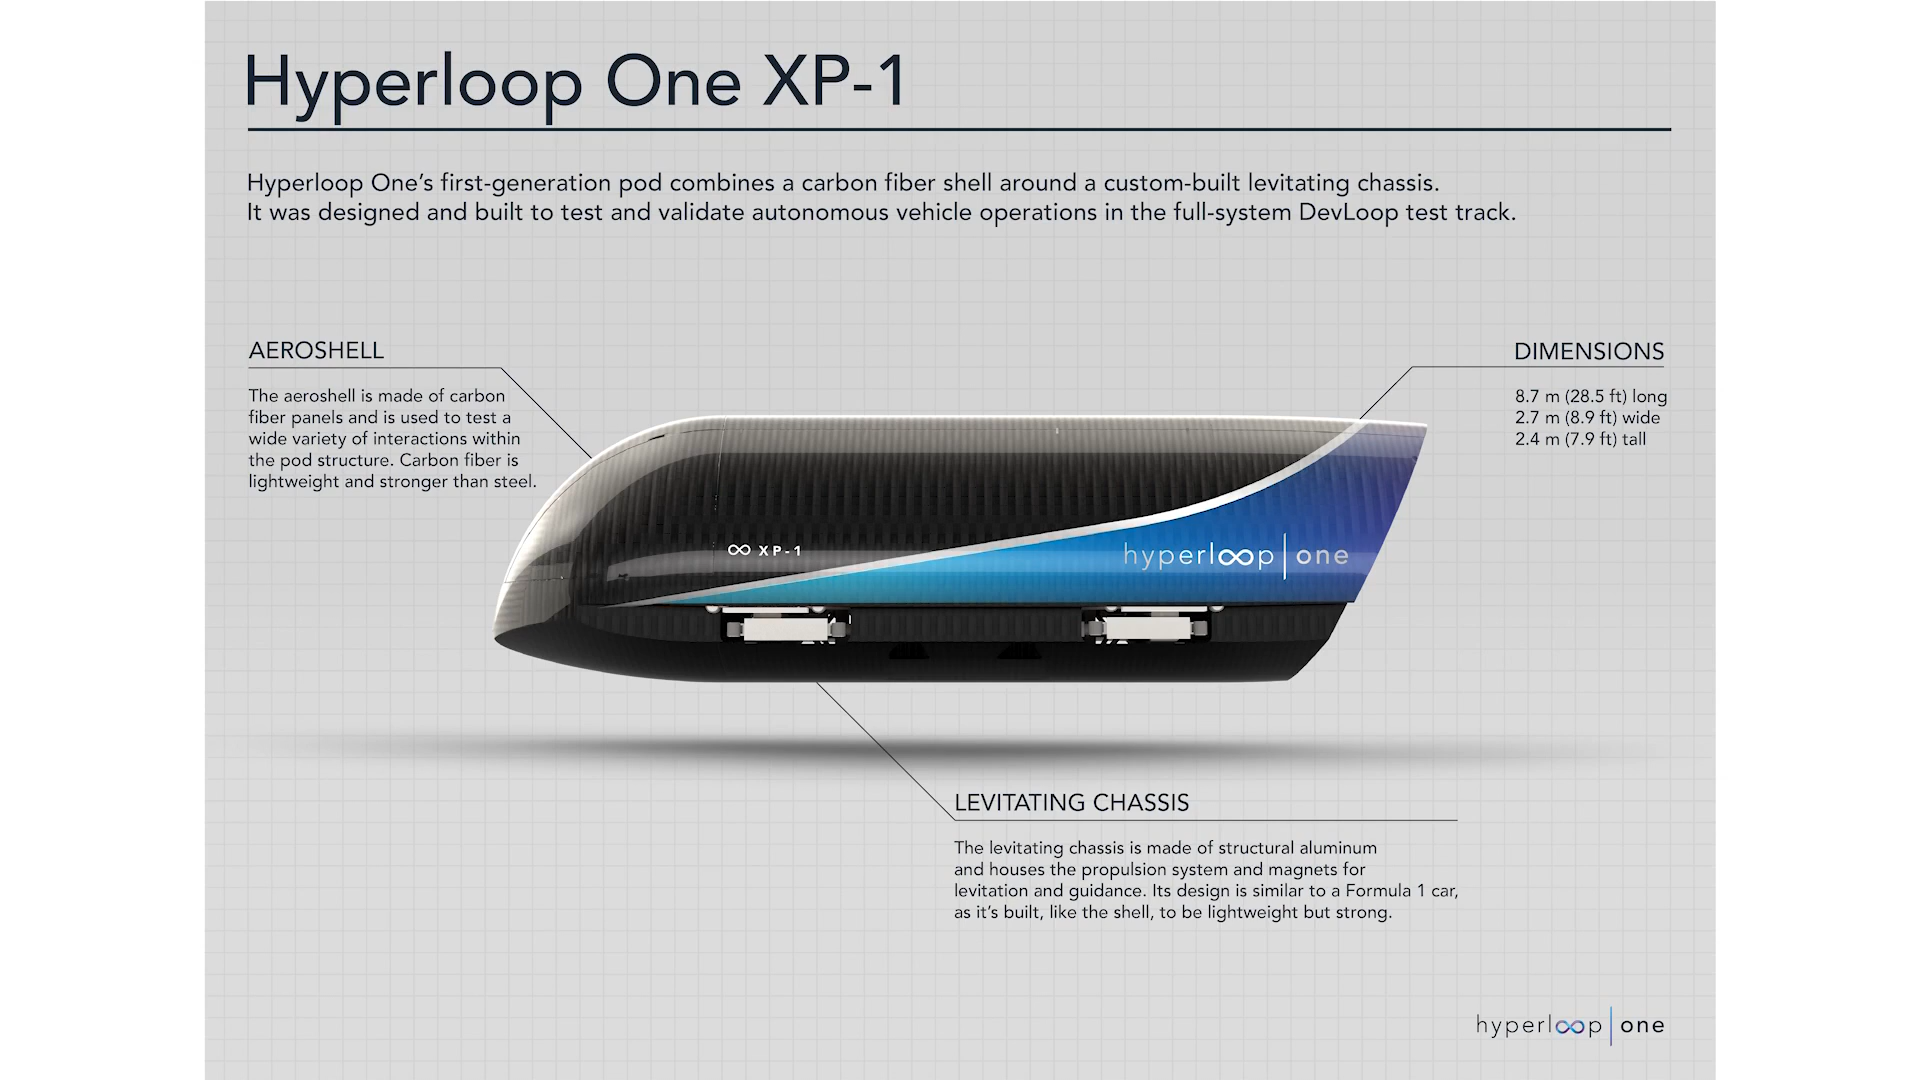 Hyperloop One XP-1
Hyperloop One’s first-generation pod combines a carbon fiber shell around a custom-built levitating chassis.
It was designed and built to test and validate autonomous vehicle operations in the full-system DevLoop test track.
AEROSHELL
The aeroshell is made of carbon
fiber panels and is used to test a
wide variety of interactions within
the pod structure. Carbon fiber is
lightweight and stronger than steel.
DIMENSIONS
8.7 m (28.5 ft) long
2.7 m (8.9 ft) wide
2.4 m (7.9 ft) tall
XP-1
hyperloop | one
LEVITATING CHASSIS
The levitating chassis is made of structural aluminum
and houses the propulsion system and magnets for
levitation and guidance. Its design is similar to a Formula 1 car,
as it’s built, like the shell, to be lightweight but strong.
hyperloop | one